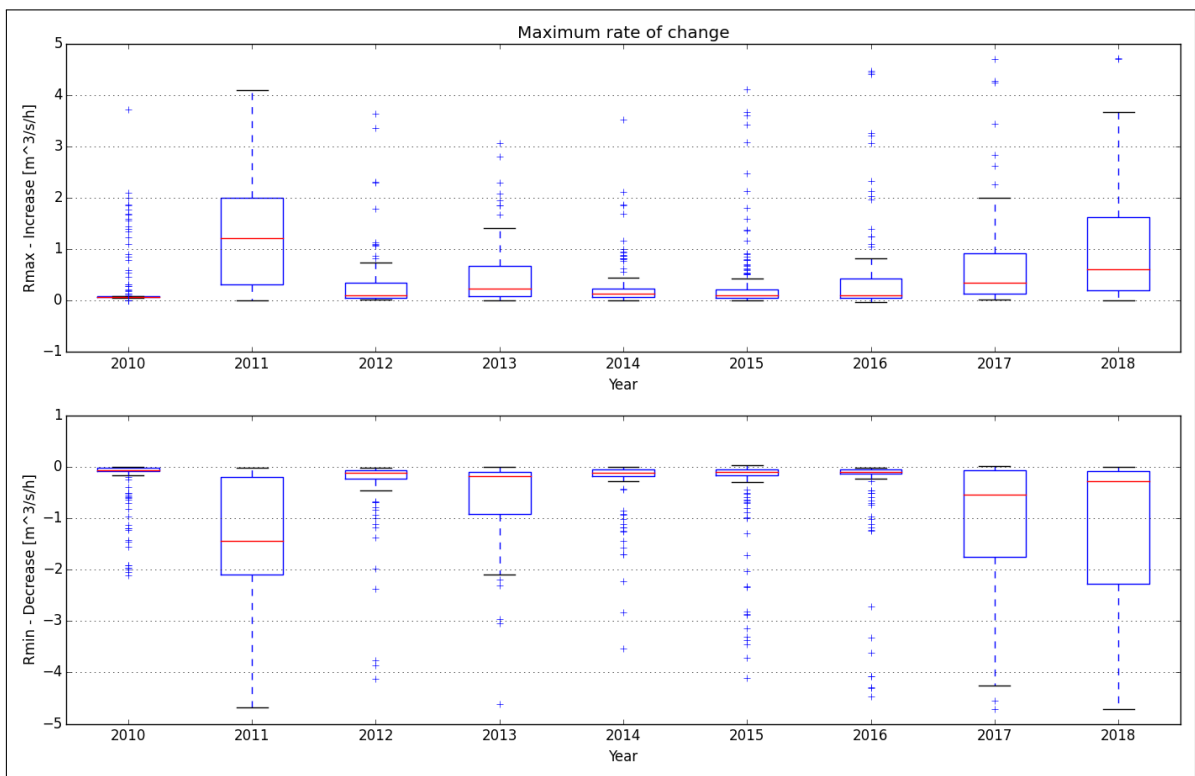 Maximum rate of change
Rmax - Increase [m^3/s/h]
5
4
3
2
1
0
−1
2010 2011 2012 2013 2014 2015 2016 2017 2018
Year
Rmin - Decrease [m^3/s/h]
1
0
−1
−2
−3
−4
−5
2010 2011 2012 2013 2014 2015 2016 2017 2018
Year